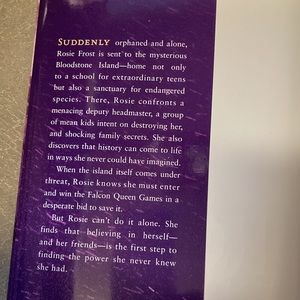 SUDDENLY orphaned and alone,
Rosie Frost is sent to the mysterious
Bloodstone Island—home not only
to a school for extraordinary teens
but also a sanctuary for endangered
species. There, Rosie confronts a
menacing deputy headmaster, a
group of mean kids intent on destroying her,
and shocking family secrets. She also
discovers that history can come to life
in ways she never could have imagined.
When the island itself comes under
threat, Rosie knows she must enter
and win the Falcon Queen Games in a
desperate bid to save it.
But Rosie can't do it alone. She
finds that believing in herself—
and her friends—is the first step to
finding the power she never knew
she had.